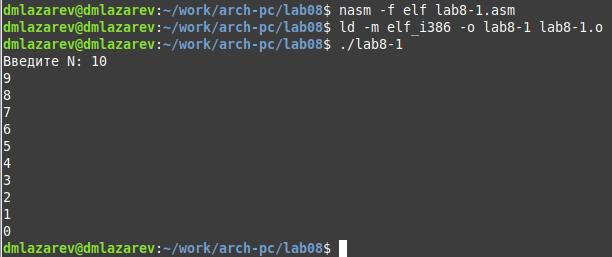 dmlazarev@dmlazarev:~/work/arch-pc/lab08$ nasm -f elf lab8-1.asm
dmlazarev@dmlazarev:~/work/arch-pc/lab08$ ld -m elf_i386 -o lab8-1 lab8-1.o
dmlazarev@dmlazarev:~/work/arch-pc/lab08$ ./lab8-1
Введите N: 10
9
8
7
6
5
4
3
2
1
0
dmlazarev@dmlazarev:~/work/arch-pc/lab08$